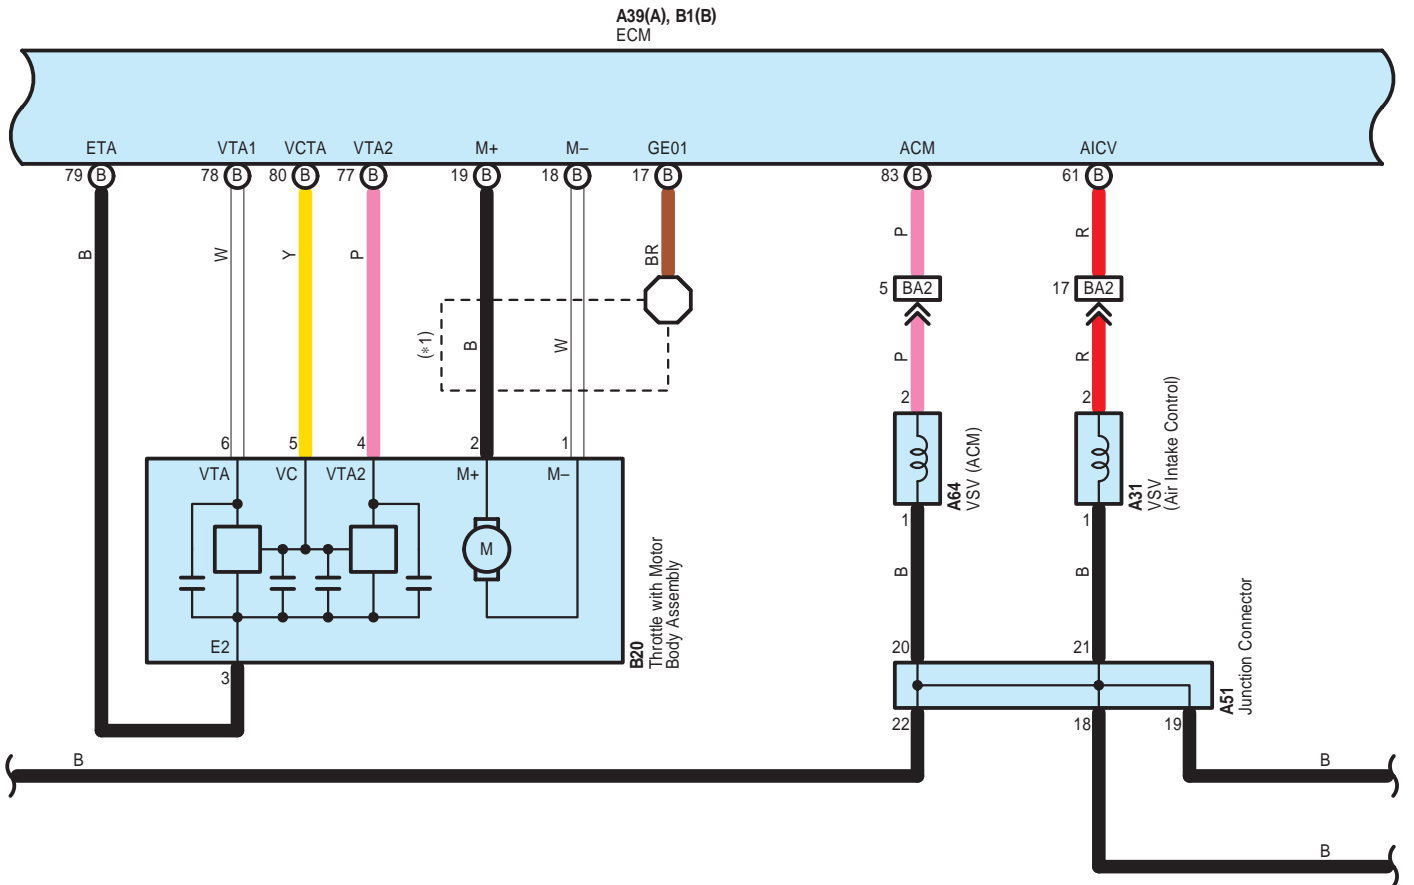 A39(A), B1(B)
ECM
ETA VTA1 VCTA VTA2 M+ M– GE01 ACM AICV
79 B 78 B 80 B 77 B 19 B 18 B 17 B 83 B 61 B
B W Y P BR P R
5 BA2 17 BA2
(*1) B W P R
2 2
6 5 4 2 1
VTA VC VTA2 M+ M–
A64
VSV (ACM)
A31
VSV
(Air Intake Control)
1 1
M
B B
B20
Throttle with Motor
Body Assembly
E2
3
20 21
A51
Junction Connector
22 18 19
B B
B